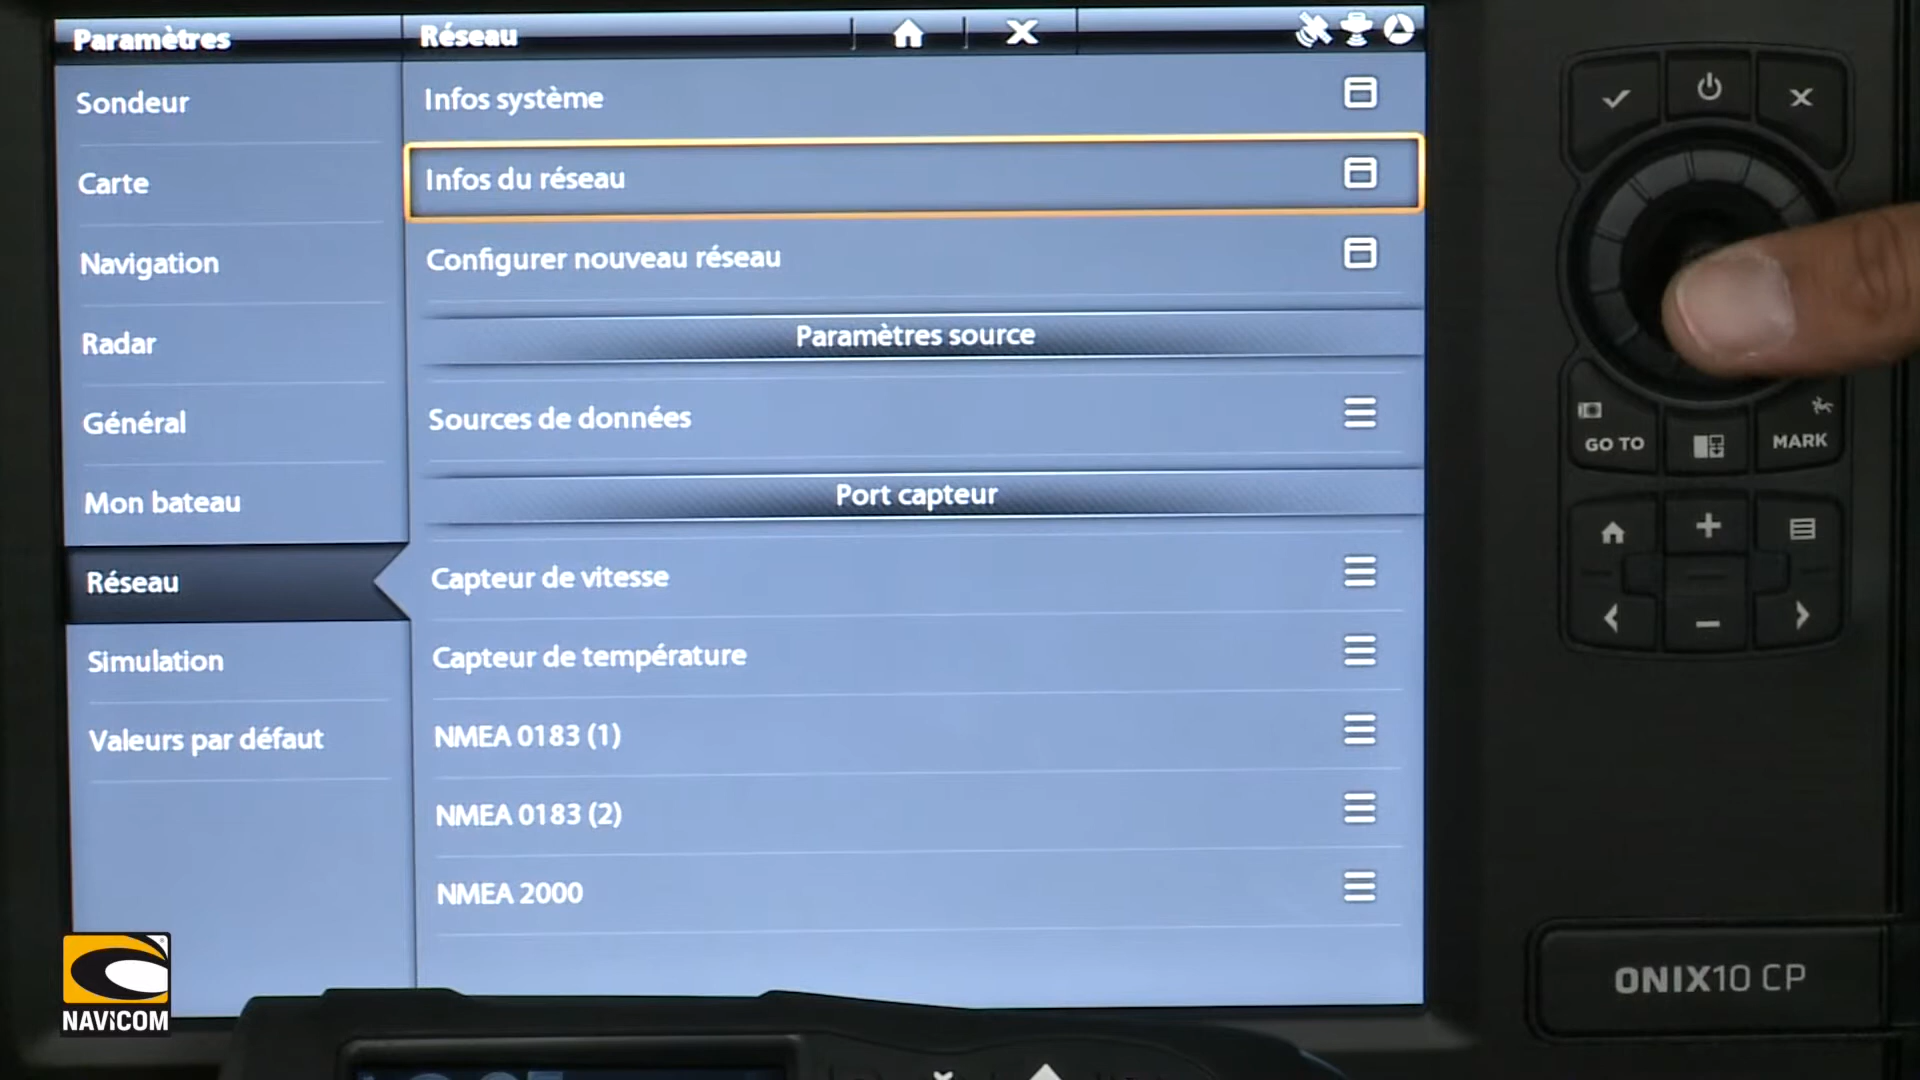 Paramètres
Réseau
Sondeur
Carte
Navigation
Radar
Général
Mon bateau
Réseau
Simulation
Valeurs par défaut
Infos système
Infos du réseau
Configurer nouveau réseau
Paramètres source
Sources de données
Port capteur
Capteur de vitesse
Capteur de température
NMEA 0183 (1)
NMEA 0183 (2)
NMEA 2000
GO TO
MARK
ONIX10 CP
NAVICOM